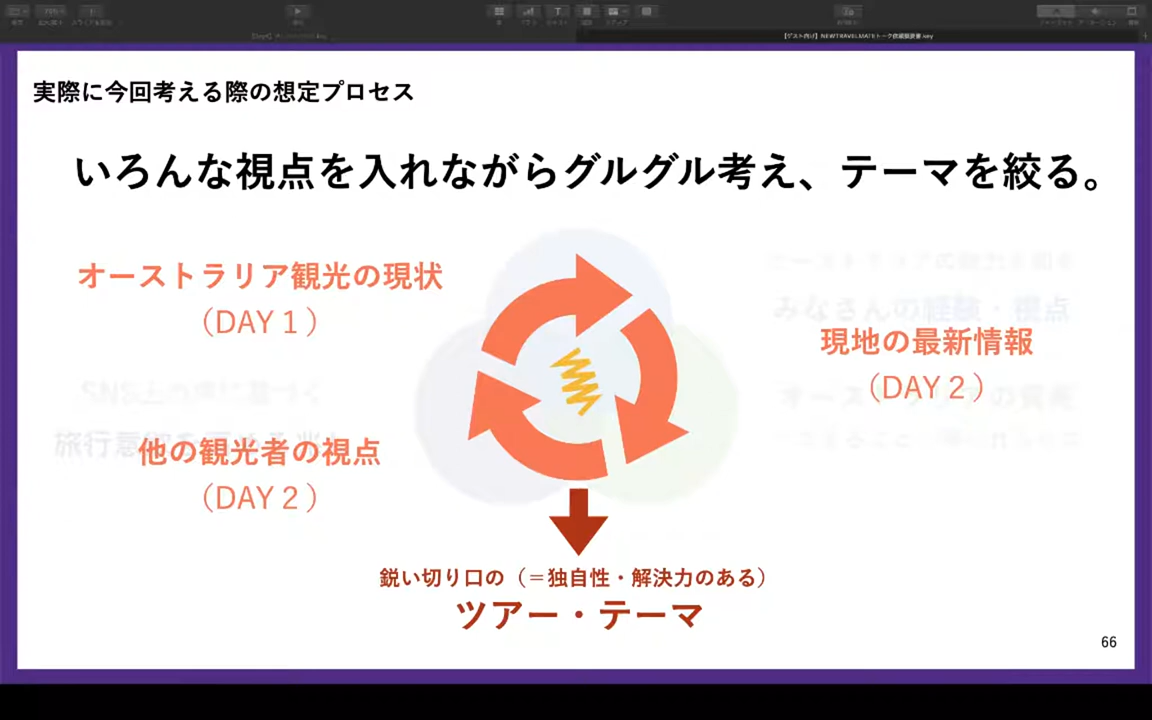 実際に今回考える際の想定プロセス
いろんな視点を入れながらグルグル考え、テーマを絞る。
オーストラリア観光の現状
（DAY１）
みなさんの経験・視点
現地の最新情報
（DAY２）
他の観光者の視点
（DAY２）
鋭い切り口の（＝独自性・解決力のある）
ツアー・テーマ
66